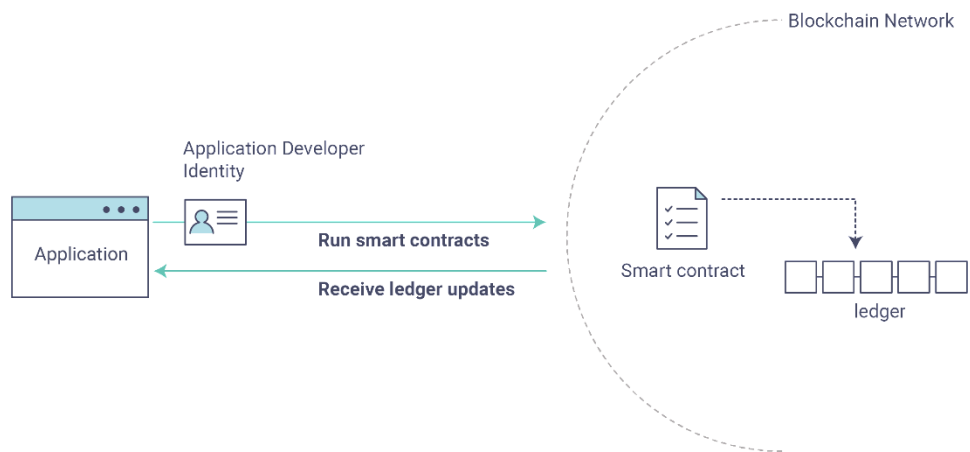 Blockchain Network
Application Developer
Identity
Application
Run smart contracts
Receive ledger updates
Smart contract
ledger